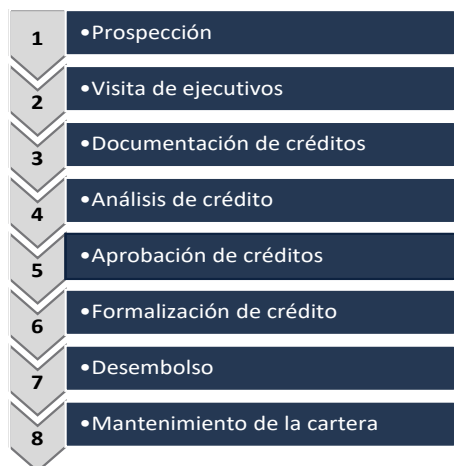 1 •Prospección
2 •Visita de ejecutivos
3 •Documentación de créditos
4 •Análisis de crédito
5 •Aprobación de créditos
6 •Formalización de crédito
7 •Desembolso
8 •Mantenimiento de la cartera